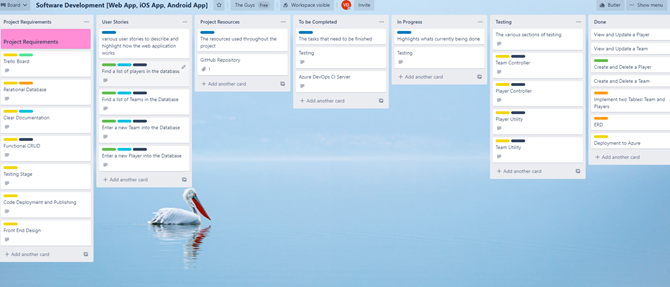 Board
Software Development [Web App, iOS App, Android App]
The Guys
Free
Workspace visible
VG
Invite
Butler
Show menu
Project Requirements
Project Requirements
Trello Board
Relational Database
Clear Documentation
Functional CRUD
Testing Stage
Code Deployment and Publishing
Front End Design
+ Add another card
User Stories
various user stories to describe and
highlight how the web application
works
Find a list of players in the database.
Find a list of Teams in the Database
Enter a new Team into the Database
Enter a new Player into the Database
+ Add another card
Project Resources
The resources used throughout the
project
GitHub Repository
1
+ Add another card
To be Completed
The tasks that need to be finished
Testing
Azure DevOps CI Server
+ Add another card
In Progress
Highlights whats currently being done
Testing
+ Add another card
Testing
The various sections of testing
Team Controller
Player Controller
Player Utility
Team Utility
+ Add another card
Done
View and Update a Player
View and Update a Team
Create and Delete a Player
Create and Delete a Team
Implement two Tables: Team and
Players
ERD
Deployment to Azure
+ Add another card